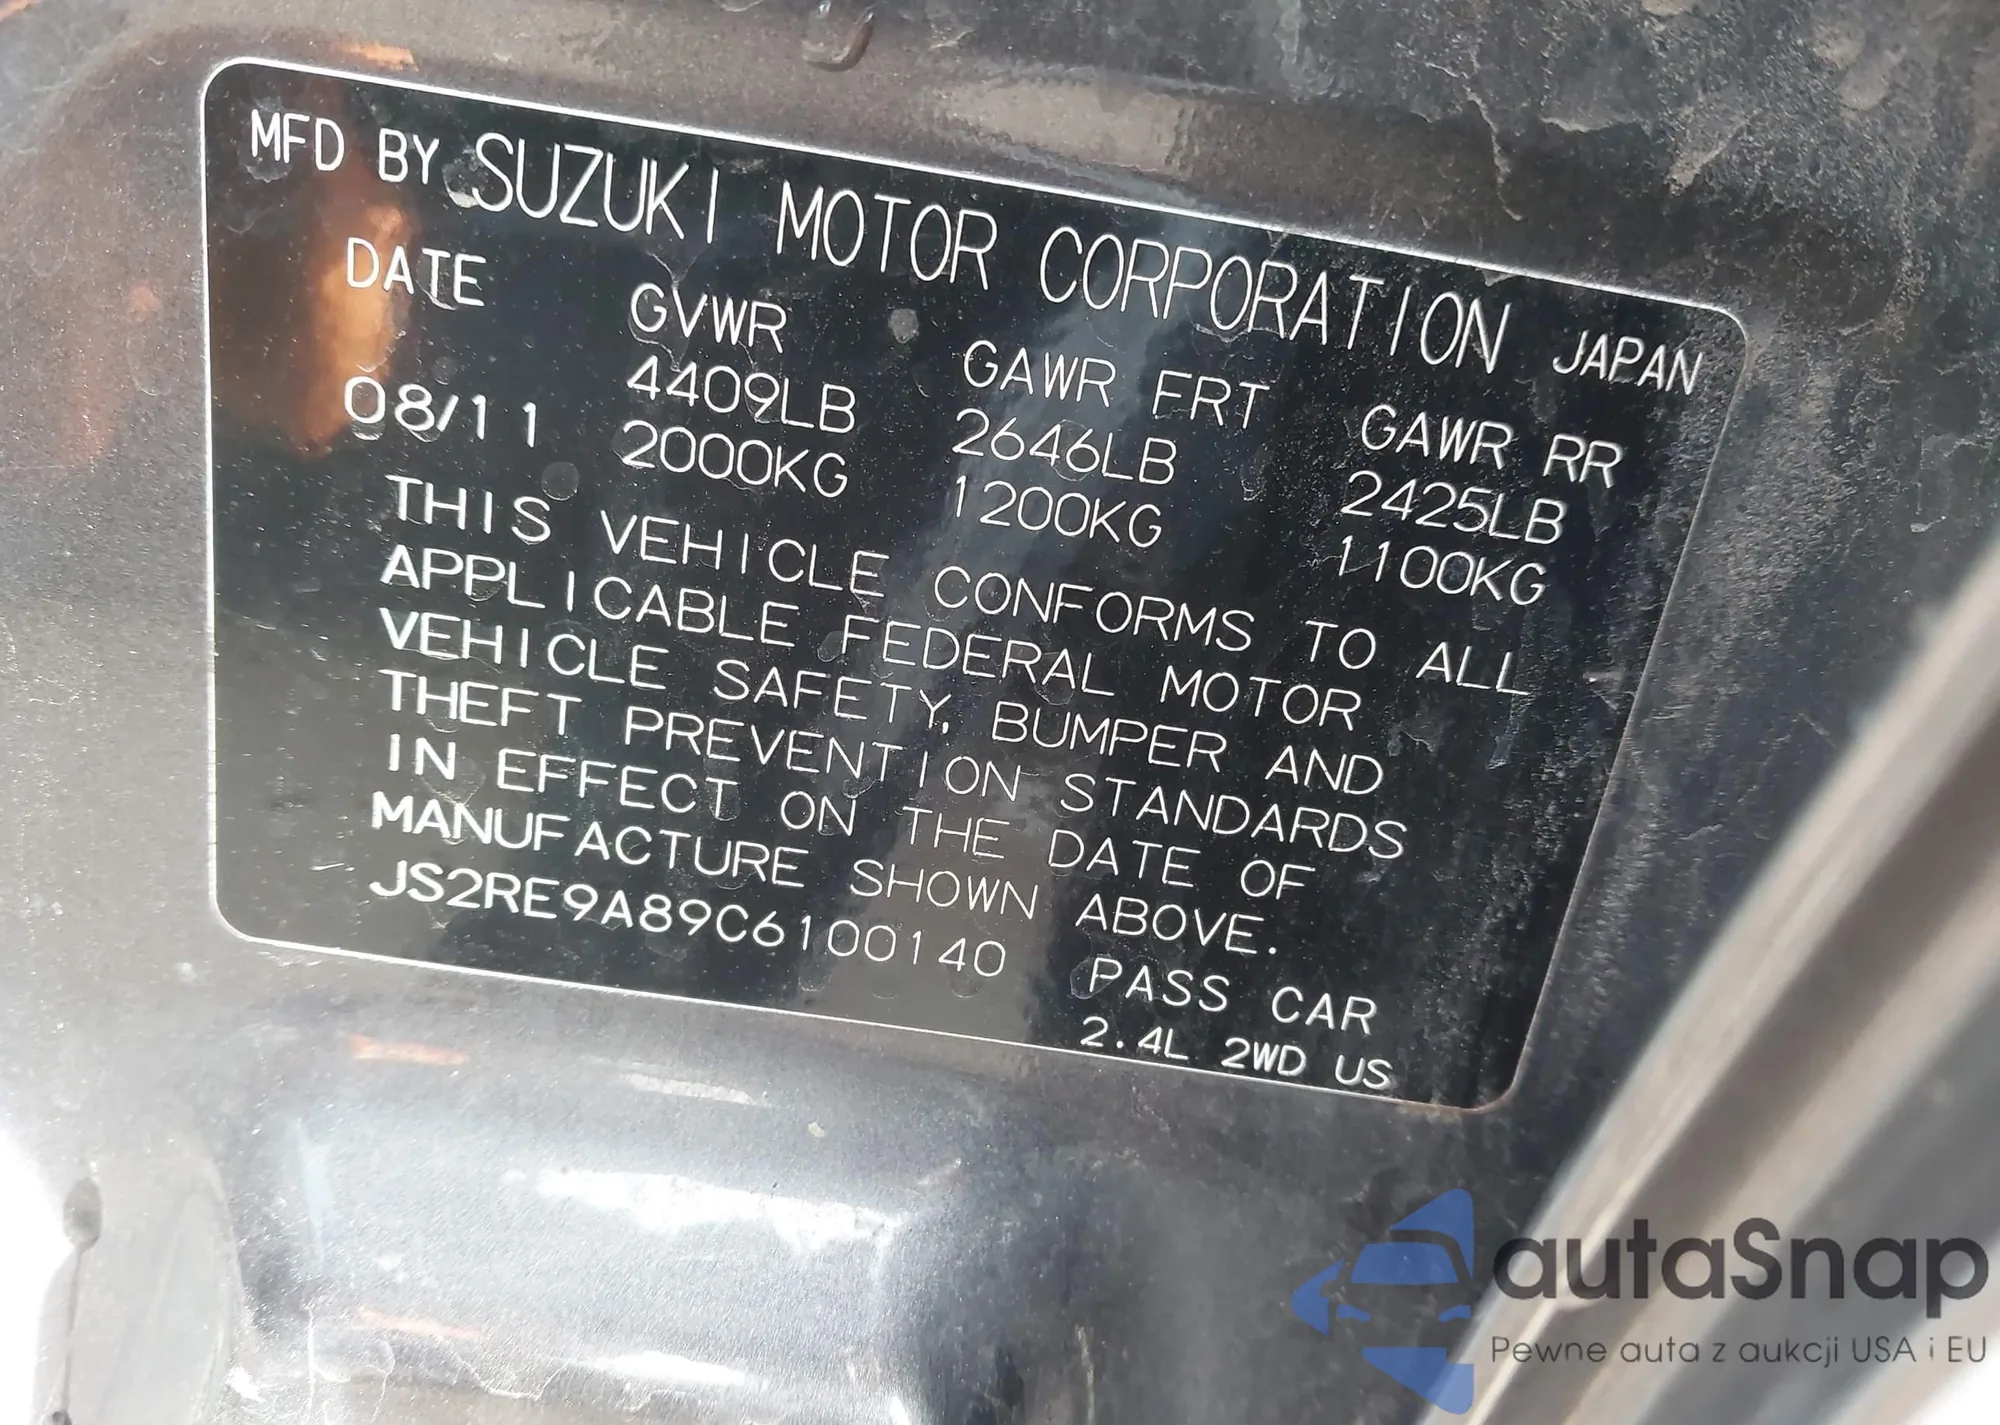 MFD BY SUZUKI MOTOR CORPORATION JAPAN
DATE GVWR GAWR FRT GAWR RR
08/11 4409LB 2646LB 2425LB
2000KG 1200KG 1100KG
THIS VEHICLE CONFORMS TO ALL
APPLICABLE FEDERAL MOTOR
VEHICLE SAFETY, BUMPER AND
THEFT PREVENTION STANDARDS
IN EFFECT ON THE DATE OF
MANUFACTURE SHOWN ABOVE.
JS2RE9A89C6100140 PASS CAR
2.4L 2WD US
autaSnap
Pewne auta z aukcji USA i EU